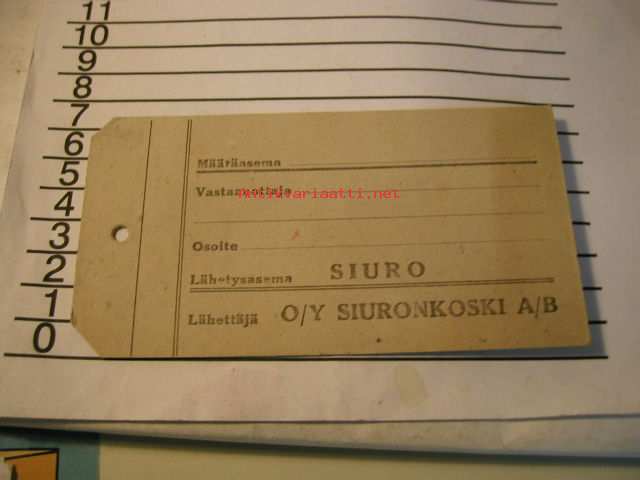 11
10
9
8
7
6
5
4
3
2
1
0
Määräasema
Vastaanottaja
antikvariaatti.net
Osoite
Lähetysasema SIURO
Lähettäjä O/Y SIURONKOSKI A/B